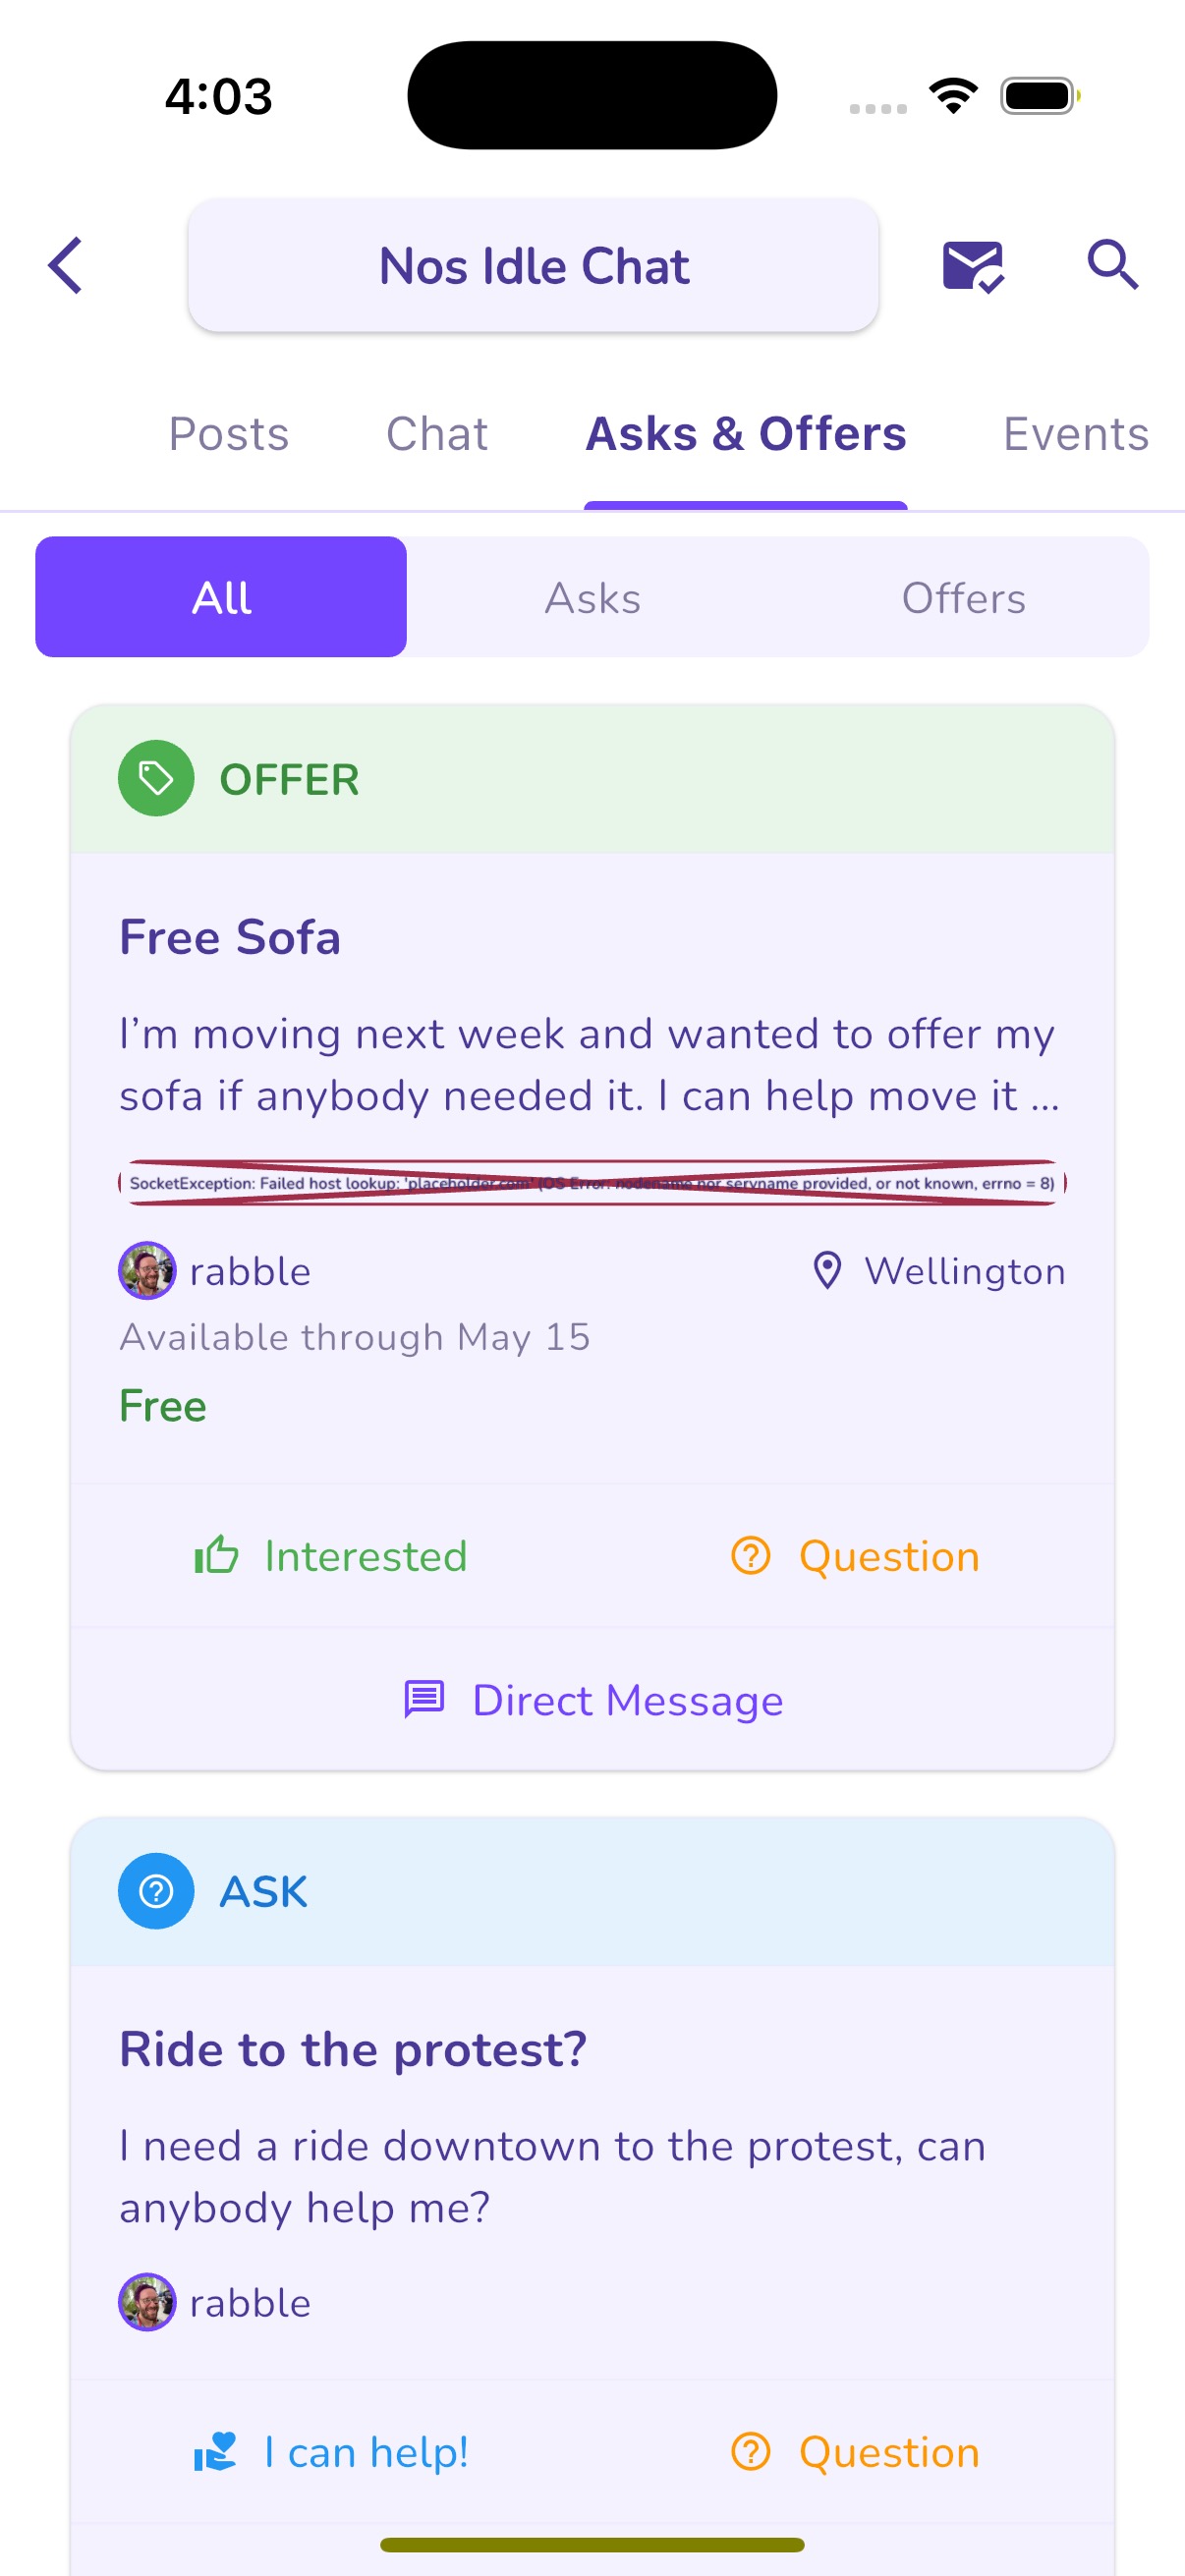 4:03
Nos Idle Chat
Posts Chat Asks & Offers Events
All Asks Offers
OFFER
Free Sofa
I’m moving next week and wanted to offer my
sofa if anybody needed it. I can help move it ...
SocketException: Failed host lookup: 'placeholder.com' (OS Error: nodename nor servname provided, or not known, errno = 8)
rabble Wellington
Available through May 15
Free
Interested Question
Direct Message
ASK
Ride to the protest?
I need a ride downtown to the protest, can
anybody help me?
rabble
I can help! Question